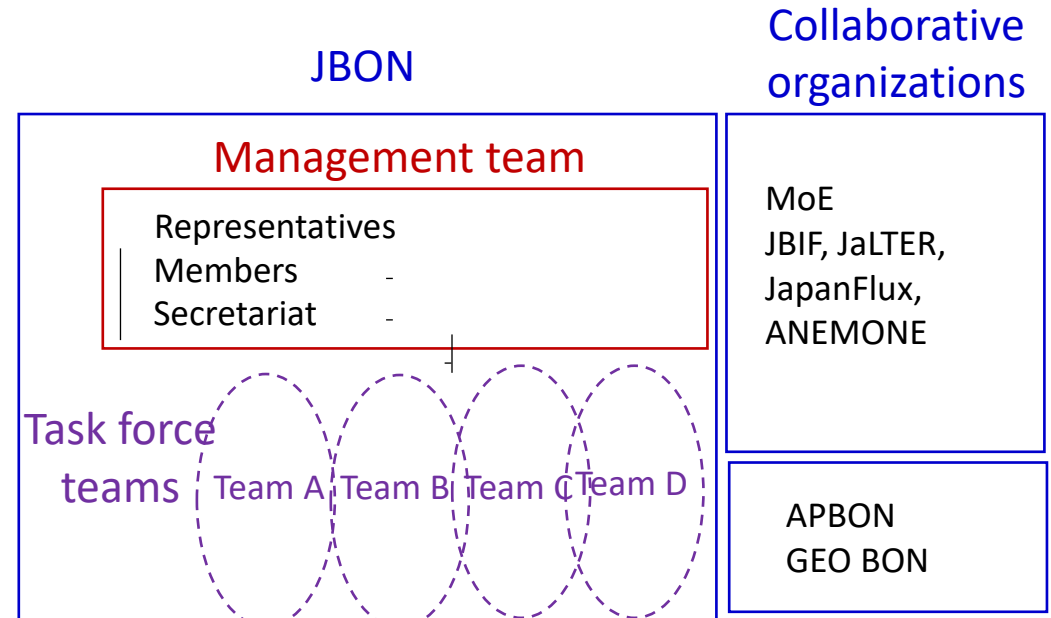 JBON
Management team
Representatives
Members
Secretariat
Task force
teams
Team A
Team B
Team C
Team D
Collaborative
organizations
MoE
JBIF, JaLTER,
JapanFlux,
ANEMONE
APBON
GEO BON